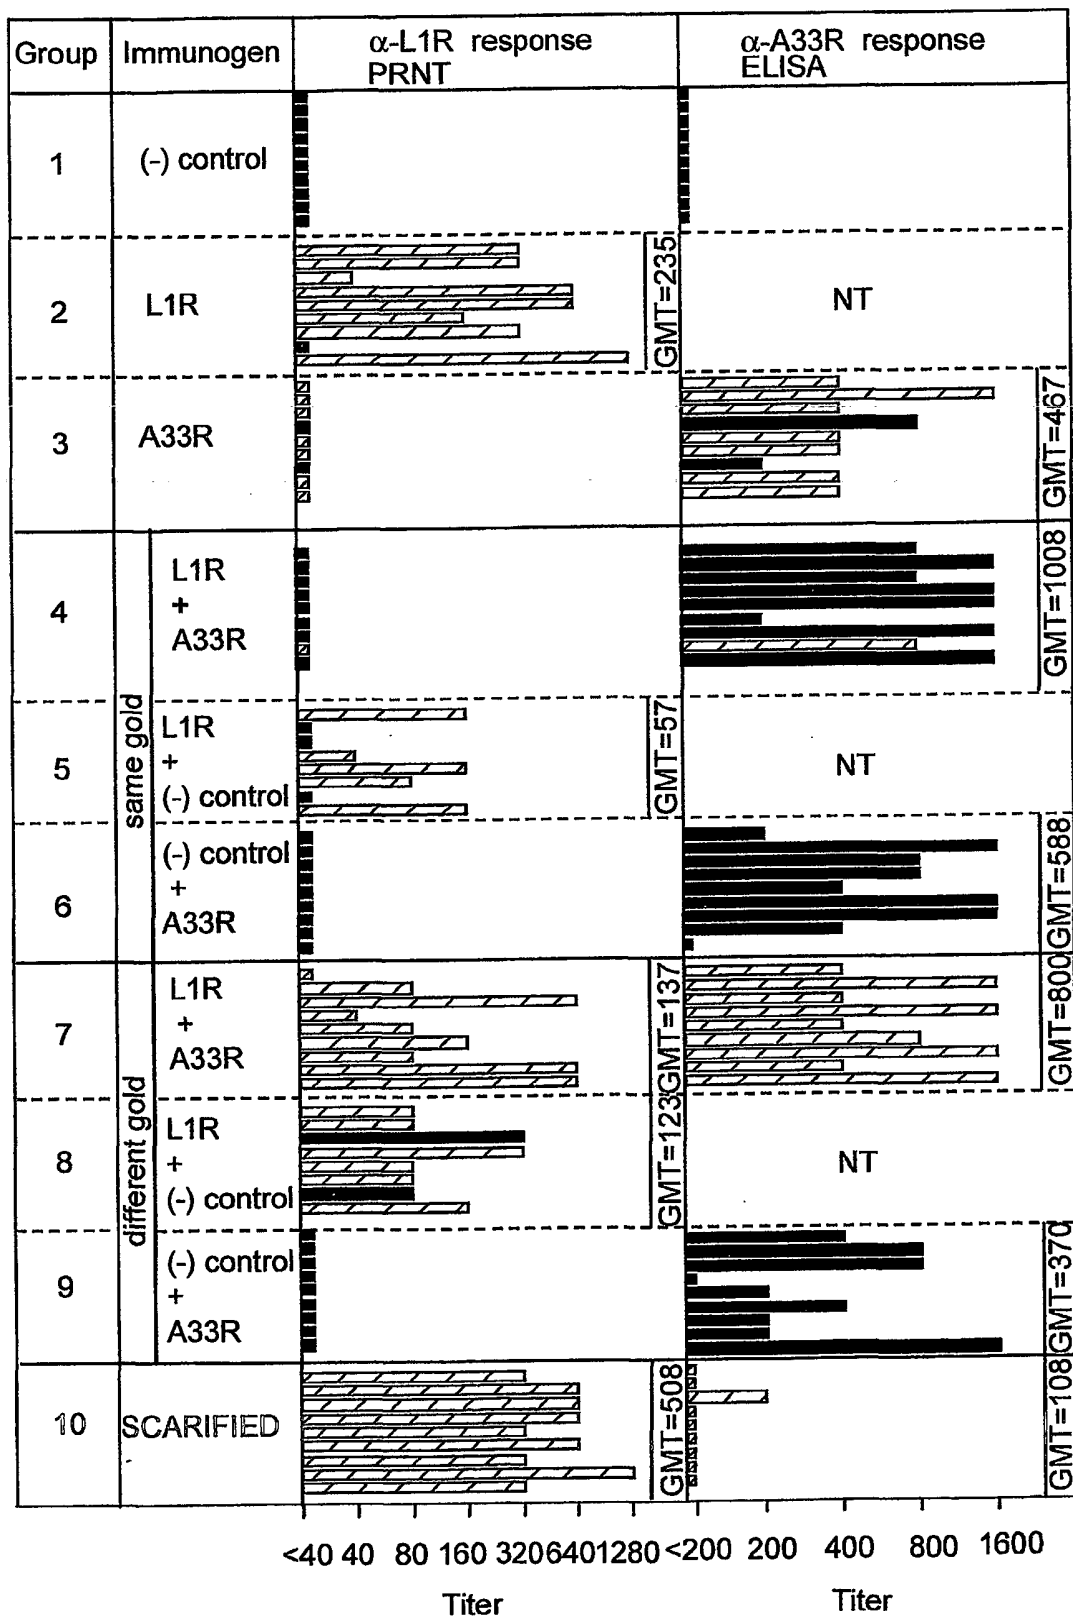 Group Immunogen α-L1R response PRNT α-A33R response ELISA
1 (-) control
2 L1R GMT=235 NT
3 A33R GMT=467
same gold
4 L1R + A33R GMT=1008
5 L1R + (-) control GMT=57 NT
6 (-) control + A33R GMT=588
different gold
7 L1R + A33R GMT=137 GMT=800
8 L1R + (-) control GMT=123 NT
9 (-) control + A33R GMT=370
10 SCARIFIED GMT=508 GMT=108
<40 40 80 160 320 640 1280 <200 200 400 800 1600
Titer Titer